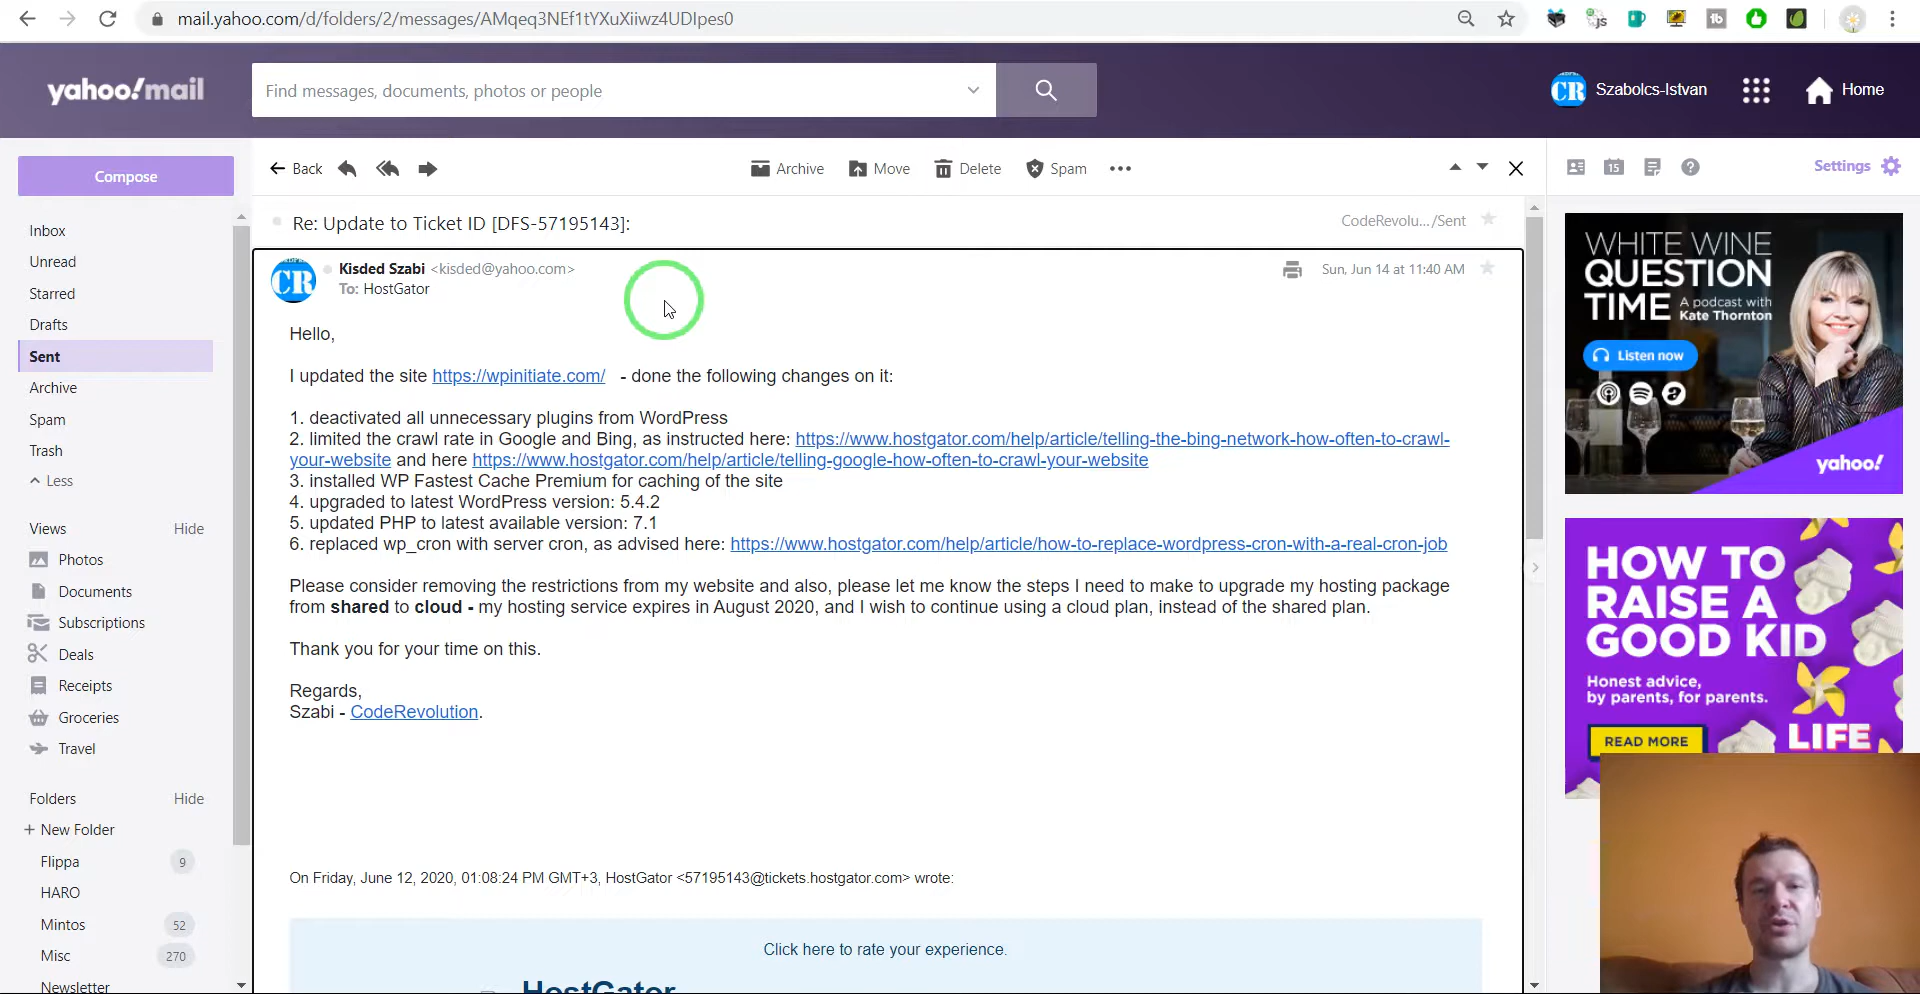 mail.yahoo.com/d/folders/2/messages/AMqeq3NEf1tYXuXiiwz4UDIpes0
yahoo!mail
Find messages, documents, photos or people
CR
Szabolcs-Istvan
Home
Compose
Back
Archive
Move
Delete
Spam
15
Settings
Inbox
Unread
Starred
Drafts
Sent
Archive
Spam
Trash
Less
Views
Hide
Photos
Documents
Subscriptions
Deals
Receipts
Groceries
Travel
Folders
Hide
+ New Folder
Flippa
9
HARO
Mintos
52
Misc
270
Newsletter
Re: Update to Ticket ID [DFS-57195143]:
CodeRevolu.../Sent
CR
Kisded Szabi <kisded@yahoo.com>
Sun, Jun 14 at 11:40 AM
To: HostGator
Hello,
I updated the site https://wpinitiate.com/ - done the following changes on it:
1. deactivated all unnecessary plugins from WordPress
2. limited the crawl rate in Google and Bing, as instructed here: https://www.hostgator.com/help/article/telling-the-bing-network-how-often-to-crawl-
your-website and here https://www.hostgator.com/help/article/telling-google-how-often-to-crawl-your-website
3. installed WP Fastest Cache Premium for caching of the site
4. upgraded to latest WordPress version: 5.4.2
5. updated PHP to latest available version: 7.1
6. replaced wp_cron with server cron, as advised here: https://www.hostgator.com/help/article/how-to-replace-wordpress-cron-with-a-real-cron-job
Please consider removing the restrictions from my website and also, please let me know the steps I need to make to upgrade my hosting package
from shared to cloud - my hosting service expires in August 2020, and I wish to continue using a cloud plan, instead of the shared plan.
Thank you for your time on this.
Regards,
Szabi - CodeRevolution.
On Friday, June 12, 2020, 01:08:24 PM GMT+3, HostGator <57195143@tickets.hostgator.com> wrote:
Click here to rate your experience.
HostGator
WHITE WINE
QUESTION
TIME
A podcast with
Kate Thornton
Listen now
yahoo!
HOW TO
RAISE A
GOOD KID
Honest advice,
by parents, for parents.
READ MORE
LIFE